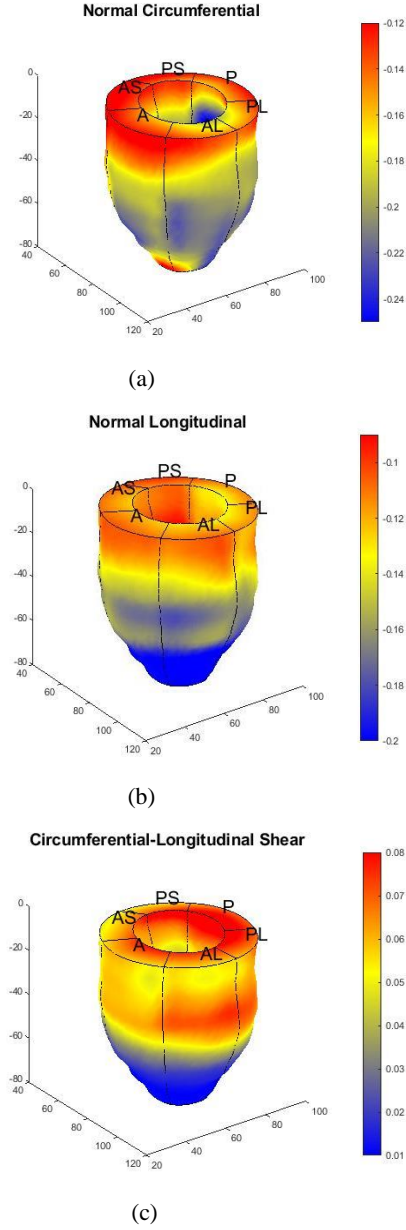 Normal Circumferential
-0.12
-0.14
-0.16
-0.18
-0.2
-0.22
-0.24
PS
P
AS
PL
A
AL
0
-20
-40
-60
-80
40
60
80
100
120
20
40
60
80
100
(a)
Normal Longitudinal
-0.1
-0.12
-0.14
-0.16
-0.18
-0.2
PS
P
AS
PL
A
AL
0
-20
-40
-60
-80
40
60
80
100
120
20
40
60
80
100
(b)
Circumferential-Longitudinal Shear
0.08
0.07
0.06
0.05
0.04
0.03
0.02
0.01
PS
P
AS
PL
A
AL
0
-20
-40
-60
-80
40
60
80
100
120
20
40
60
80
100
(c)